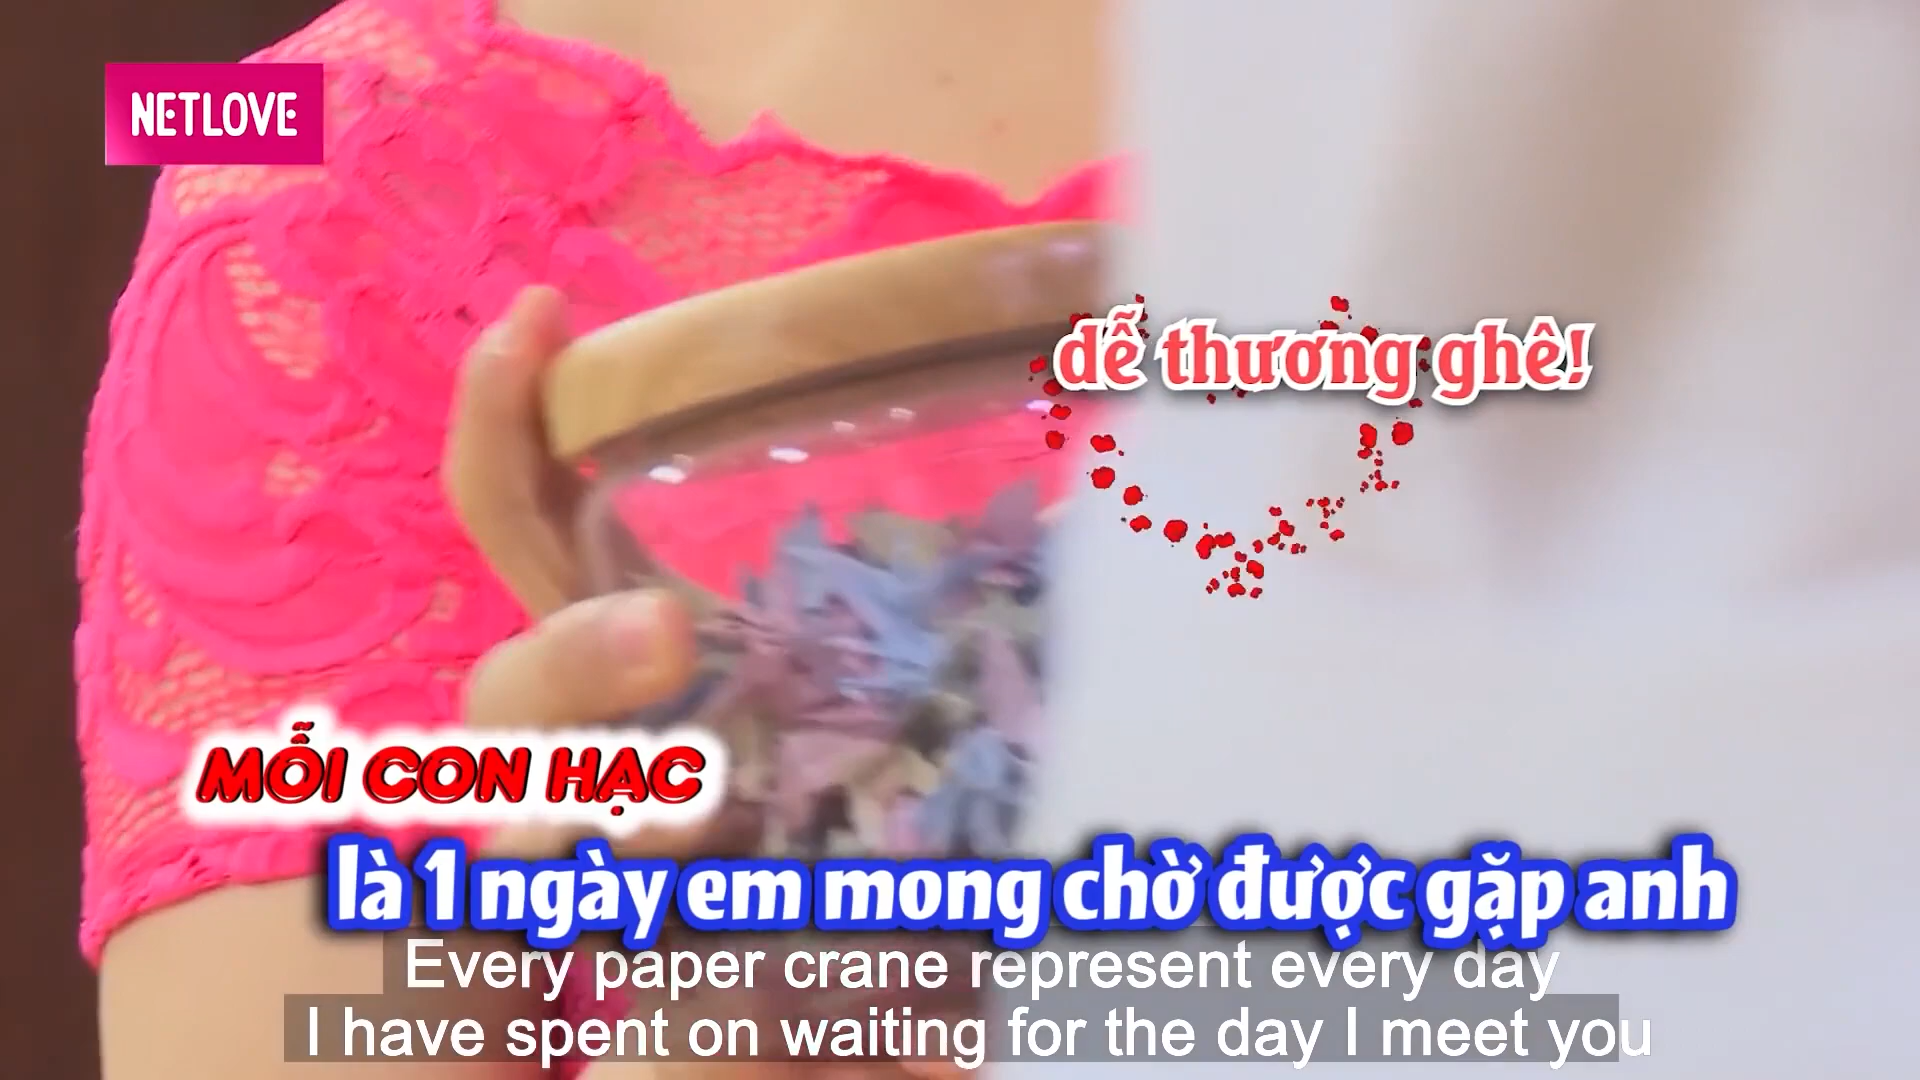 NETLOVE
dễ thương ghê!
MỖI CON HẠC
là 1 ngày em mong chờ được gặp anh
Every paper crane represent every day
I have spent on waiting for the day I meet you